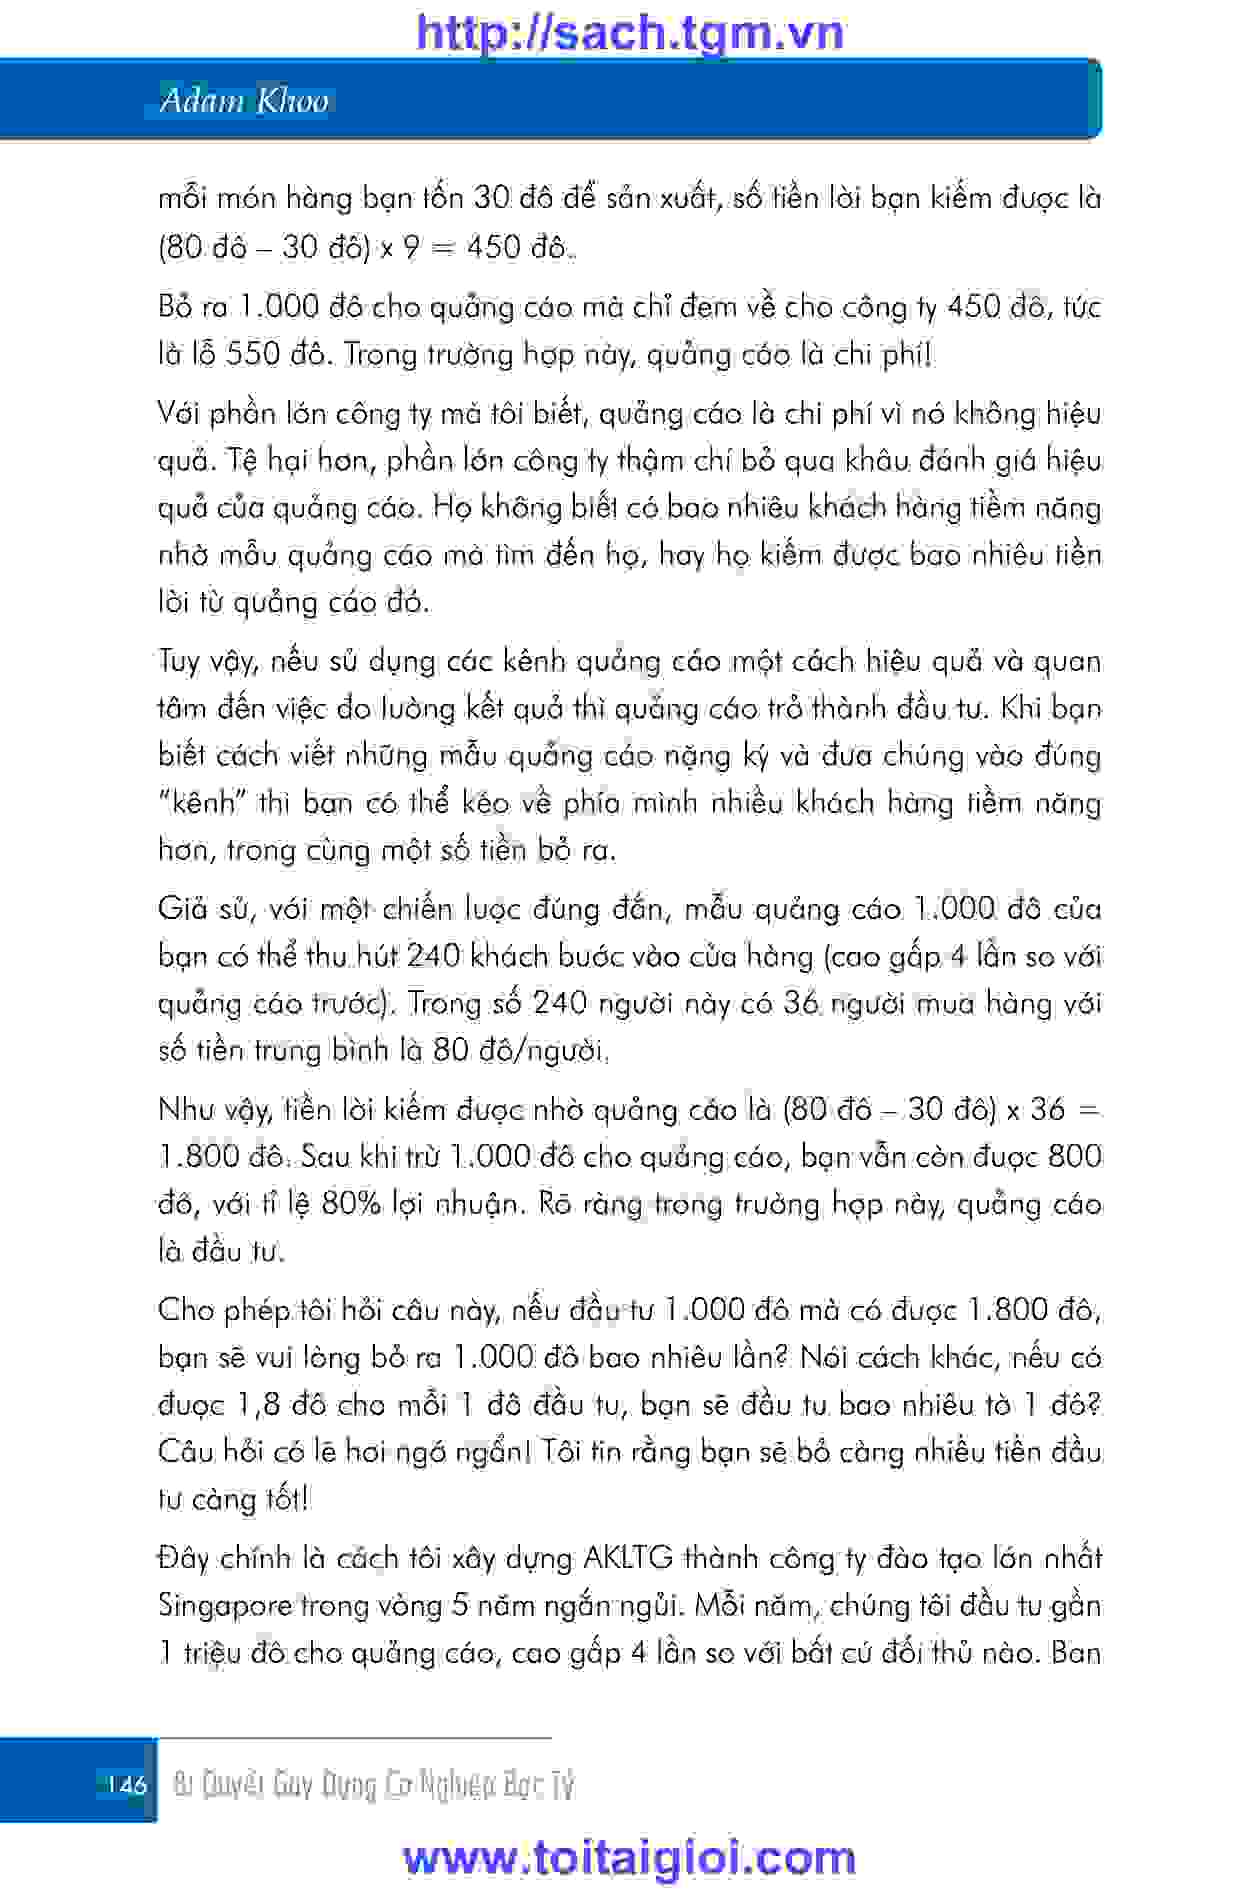 http://sach.tgm.vn
Adam Khoo
mỗi món hàng bạn tốn 30 đô để sản xuất, số tiền lời bạn kiếm được là
(80 đô – 30 đô) x 9 = 450 đô.
Bỏ ra 1.000 đô cho quảng cáo mà chỉ đem về cho công ty 450 đô, tức
là lỗ 550 đô. Trong trường hợp này, quảng cáo là chi phí!
Với phần lớn công ty mà tôi biết, quảng cáo là chi phí vì nó không hiệu
quả. Tệ hại hơn, phần lớn công ty thậm chí bỏ qua khâu đánh giá hiệu
quả của quảng cáo. Họ không biết có bao nhiêu khách hàng tiềm năng
nhờ mẫu quảng cáo mà tìm đến họ, hay họ kiếm được bao nhiêu tiền
lời từ quảng cáo đó.
Tuy vậy, nếu sử dụng các kênh quảng cáo một cách hiệu quả và quan
tâm đến việc đo lường kết quả thì quảng cáo trở thành đầu tư. Khi bạn
biết cách viết những mẫu quảng cáo nặng ký và đưa chúng vào đúng
“kênh” thì bạn có thể kéo về phía mình nhiều khách hàng tiềm năng
hơn, trong cùng một số tiền bỏ ra.
Giả sử, với một chiến lược đúng đắn, mẫu quảng cáo 1.000 đô của
bạn có thể thu hút 240 khách bước vào cửa hàng (cao gấp 4 lần so với
quảng cáo trước). Trong số 240 người này có 36 người mua hàng với
số tiền trung bình là 80 đô/người.
Như vậy, tiền lời kiếm được nhờ quảng cáo là (80 đô – 30 đô) x 36 =
1.800 đô. Sau khi trừ 1.000 đô cho quảng cáo, bạn vẫn còn được 800
đô, với tỉ lệ 80% lợi nhuận. Rõ ràng trong trường hợp này, quảng cáo
là đầu tư.
Cho phép tôi hỏi câu này, nếu đầu tư 1.000 đô mà có được 1.800 đô,
bạn sẽ vui lòng bỏ ra 1.000 đô bao nhiêu lần? Nói cách khác, nếu có
được 1,8 đô cho mỗi 1 đô đầu tư, bạn sẽ đầu tư bao nhiêu tờ 1 đô?
Câu hỏi có lẽ hơi ngớ ngẩn! Tôi tin rằng bạn sẽ bỏ càng nhiều tiền đầu
tư càng tốt!
Đây chính là cách tôi xây dựng AKLTG thành công ty đào tạo lớn nhất
Singapore trong vòng 5 năm ngắn ngủi. Mỗi năm, chúng tôi đầu tư gần
1 triệu đô cho quảng cáo, cao gấp 4 lần so với bất cứ đối thủ nào. Ban
146 Bí Quyết Gây Dựng Cơ Nghiệp Bạc Tỷ
www.toitaigioi.com